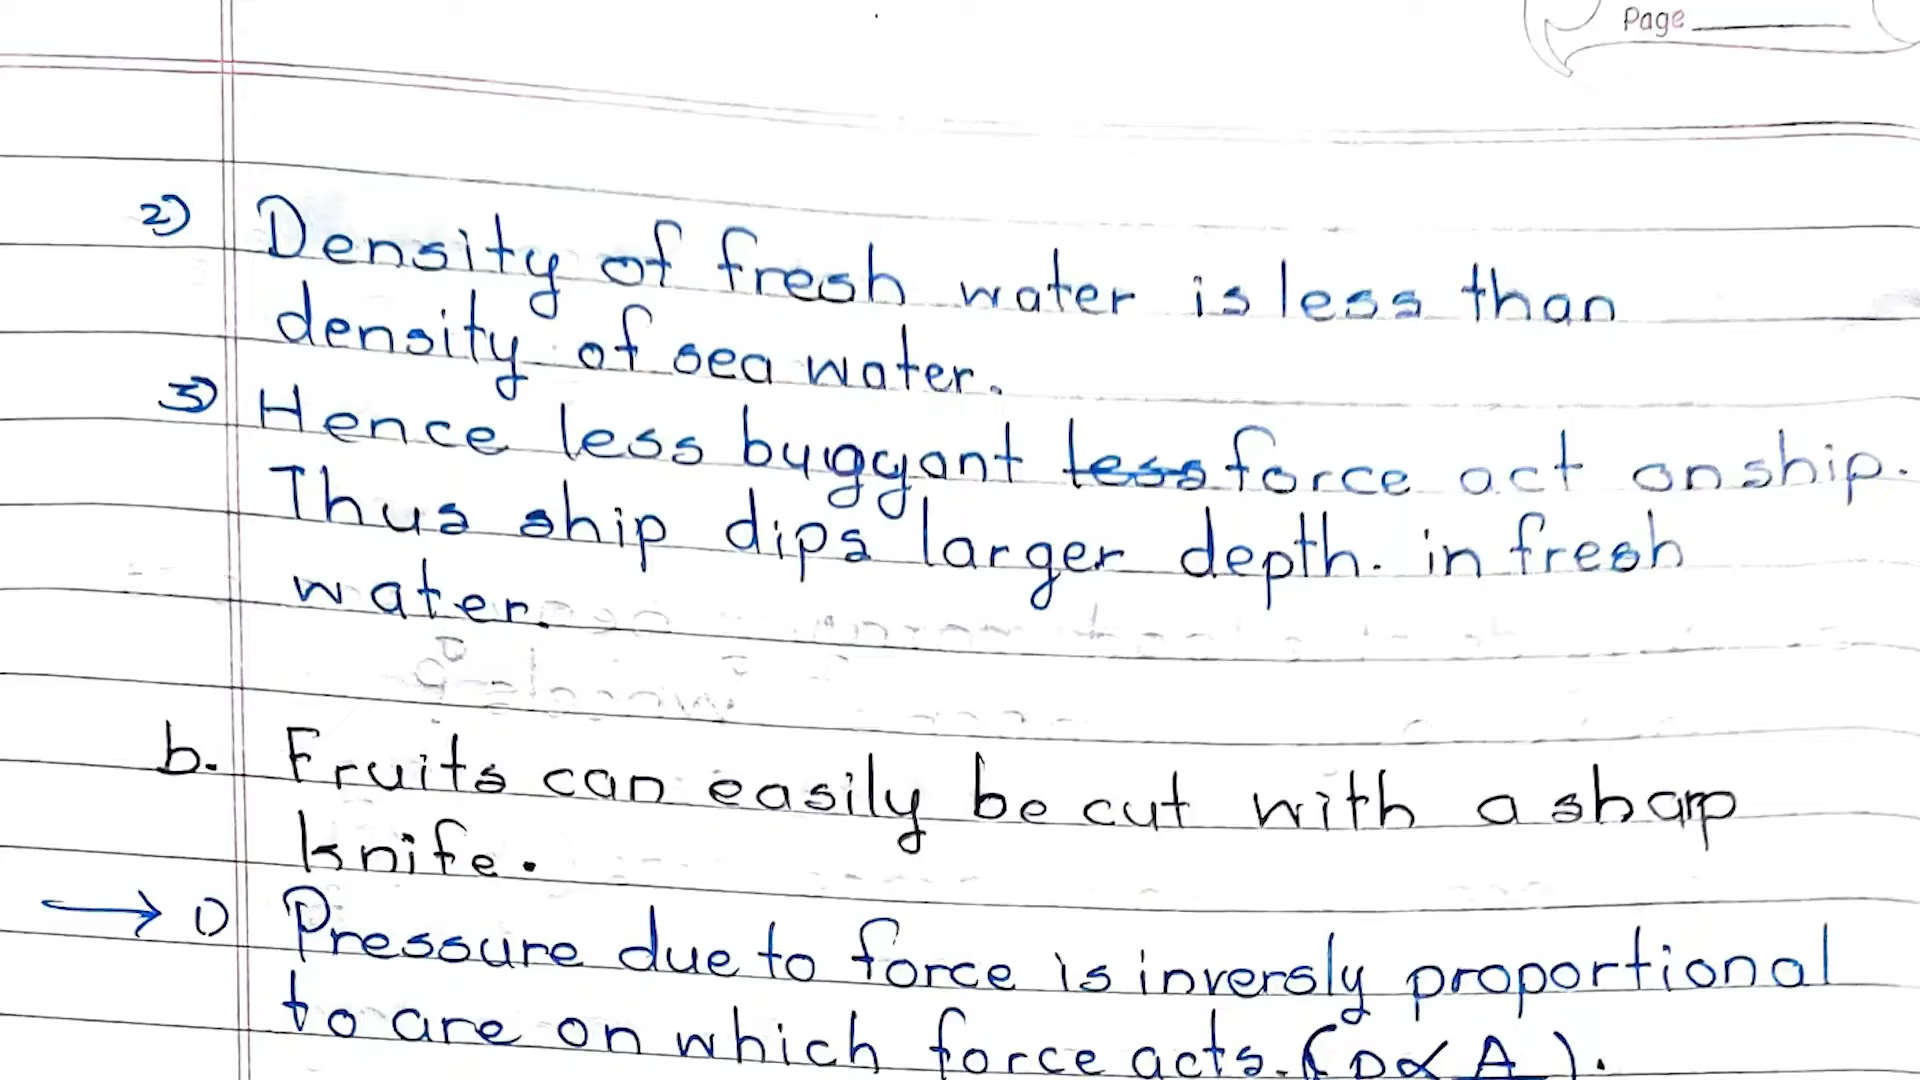 Page
2) Density of fresh water is less than
density of sea water.
3) Hence less buyyant less force act on ship.
Thus ship dips larger depth. in fresh
water.
b. Fruits can easily be cut with a sharp
knife.
→ 1) Pressure due to force is inversly proportional
to are on which force acts. (p ∝ A).